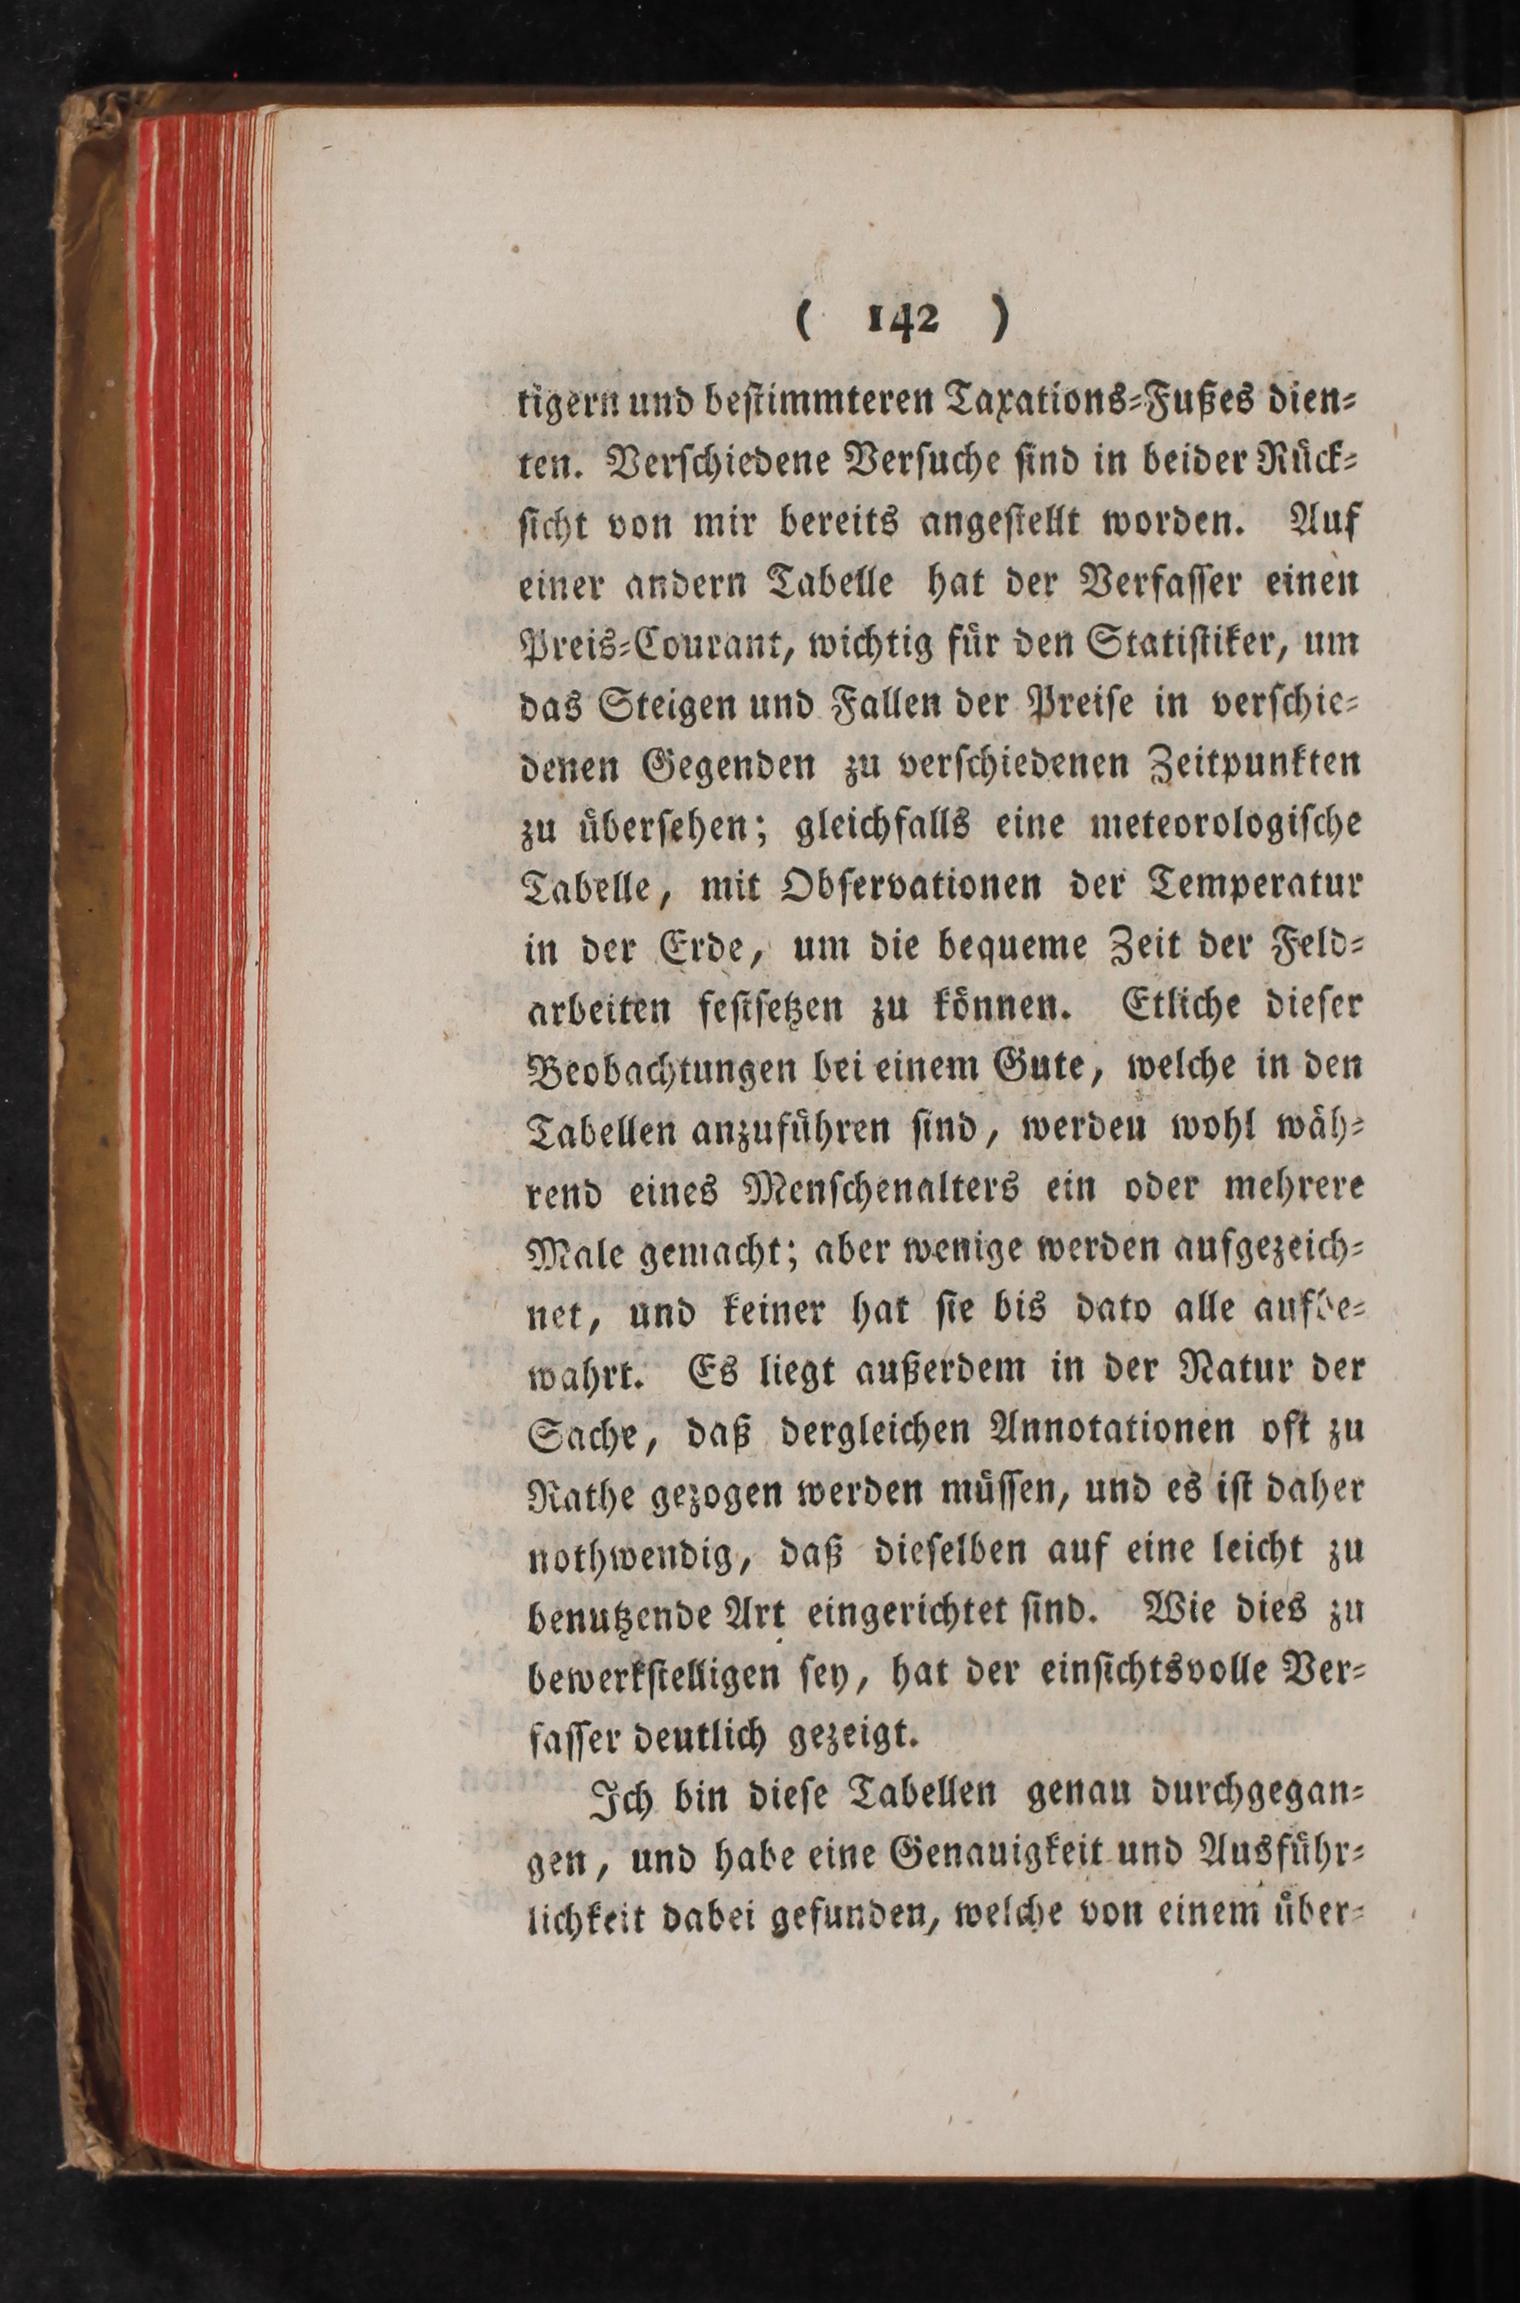 ( 142 )
tigern und bestimmteren Taxations-Fußes dien-
ten. Verschiedene Versuche sind in beider Rück-
sicht von mir bereits angestellt worden. Auf
einer andern Tabelle hat der Verfasser einen
Preis-Courant, wichtig für den Statistiker, um
das Steigen und Fallen der Preise in verschie-
denen Gegenden zu verschiedenen Zeitpunkten
zu übersehen; gleichfalls eine meteorologische
Tabelle, mit Observationen der Temperatur
in der Erde, um die bequeme Zeit der Feld-
arbeiten festsetzen zu können. Etliche dieser
Beobachtungen bei einem Gute, welche in den
Tabellen anzuführen sind, werden wohl wäh-
rend eines Menschenalters ein oder mehrere
Male gemacht; aber wenige werden aufgezeich-
net, und keiner hat sie bis dato alle aufbe-
wahrt. Es liegt außerdem in der Natur der
Sache, daß dergleichen Annotationen oft zu
Rathe gezogen werden müssen, und es ist daher
nothwendig, daß dieselben auf eine leicht zu
benutzende Art eingerichtet sind. Wie dies zu
bewerkstelligen sey, hat der einsichtsvolle Ver-
fasser deutlich gezeigt.
Ich bin diese Tabellen genau durchgegan-
gen, und habe eine Genauigkeit und Ausführ-
lichkeit dabei gefunden, welche von einem über-